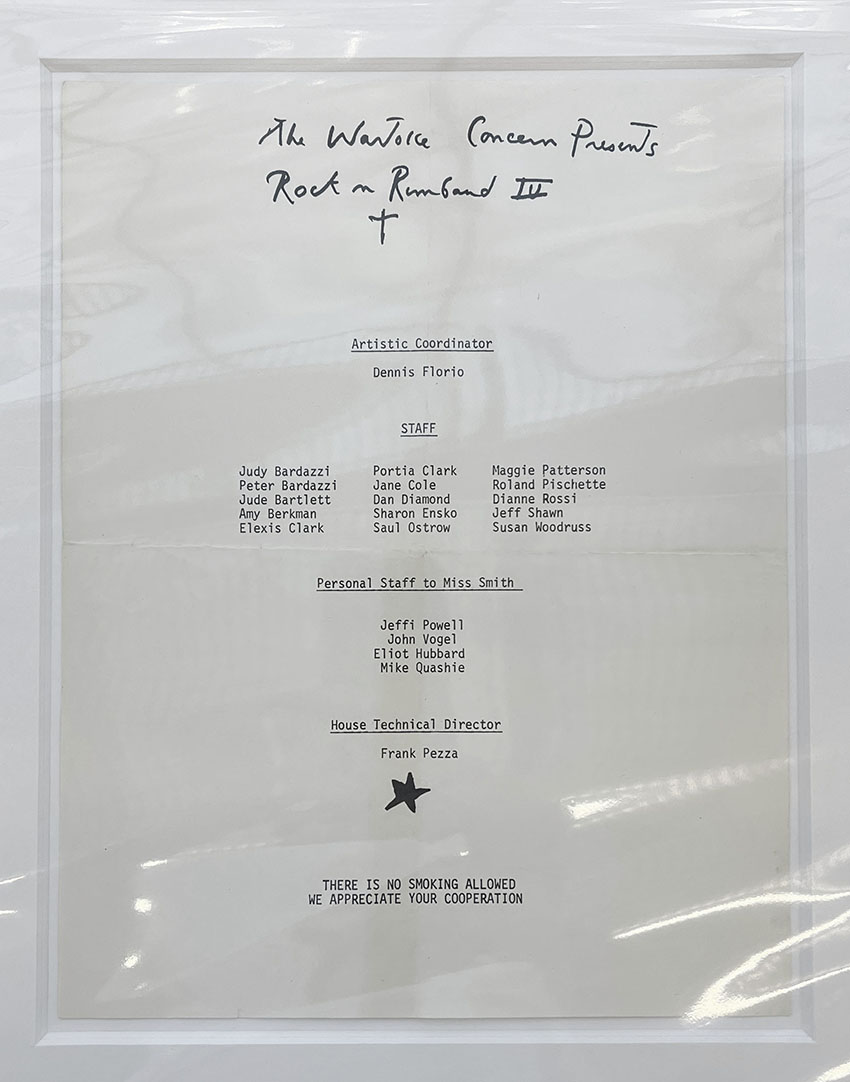 The WarToke Concern Presents
Rock n Rimbaud III
Artistic Coordinator
Dennis Florio
STAFF
Judy Bardazzi Portia Clark Maggie Patterson
Peter Bardazzi Jane Cole Roland Pischette
Jude Bartlett Dan Diamond Dianne Rossi
Amy Berkman Sharon Ensko Jeff Shawn
Elexis Clark Saul Ostrow Susan Woodruss
Personal Staff to Miss Smith
Jeffi Powell
John Vogel
Eliot Hubbard
Mike Quashie
House Technical Director
Frank Pezza
THERE IS NO SMOKING ALLOWED
WE APPRECIATE YOUR COOPERATION